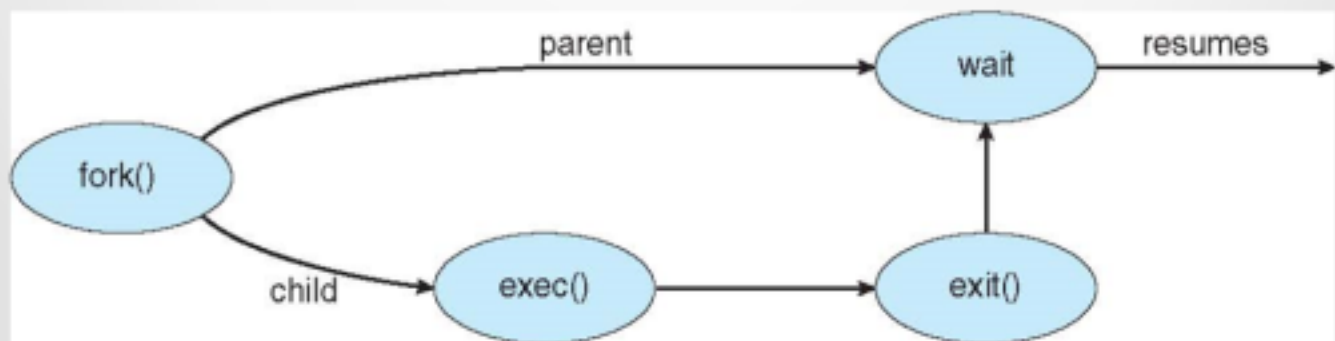 parent
wait
resumes
fork()
child
exec()
exit()